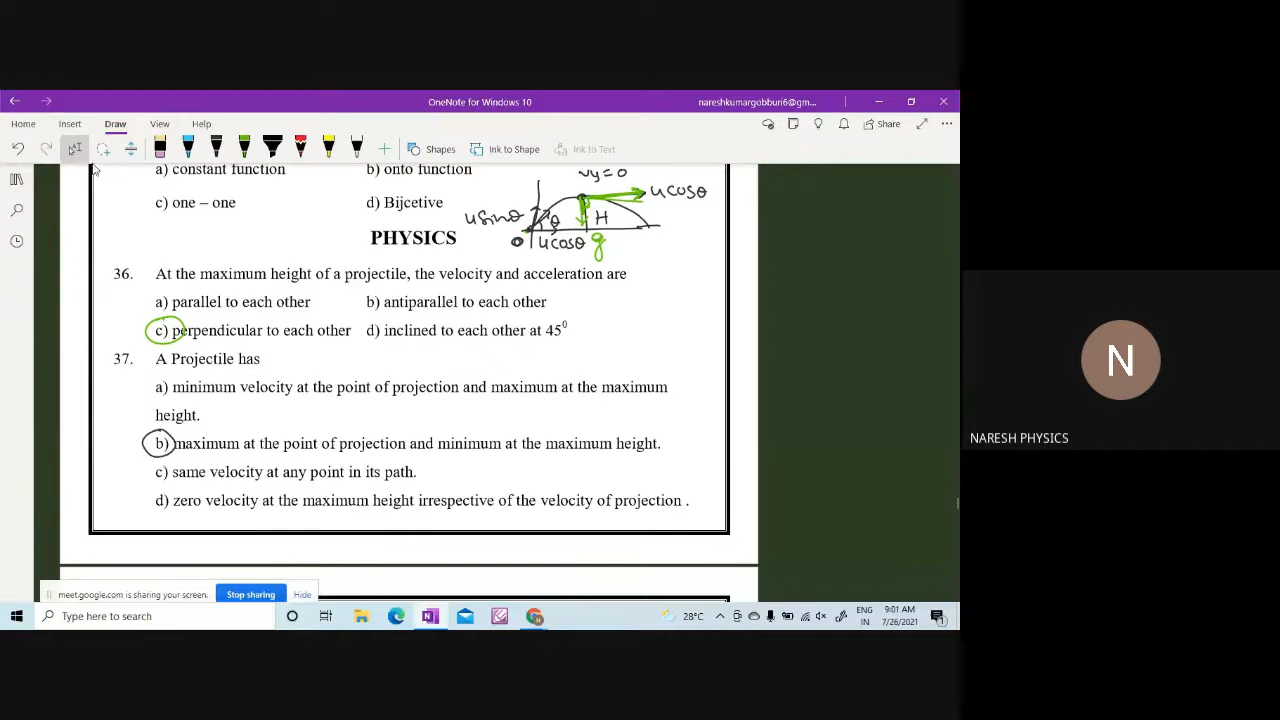 OneNote for Windows 10
nareshkumargobburi6@gm...
Home Insert Draw View Help
Share
Shapes Ink to Shape Ink to Text
a) constant function b) onto function
c) one – one d) Bijcetive
vy=0
ucosθ
usinθ
θ
H
O
ucosθ
g
PHYSICS
36. At the maximum height of a projectile, the velocity and acceleration are
a) parallel to each other b) antiparallel to each other
c) perpendicular to each other d) inclined to each other at 45⁰
37. A Projectile has
a) minimum velocity at the point of projection and maximum at the maximum
height.
b) maximum at the point of projection and minimum at the maximum height.
c) same velocity at any point in its path.
d) zero velocity at the maximum height irrespective of the velocity of projection .
N
NARESH PHYSICS
meet.google.com is sharing your screen. Stop sharing Hide
Type here to search
28°C
ENG
IN
9:01 AM
7/26/2021
1